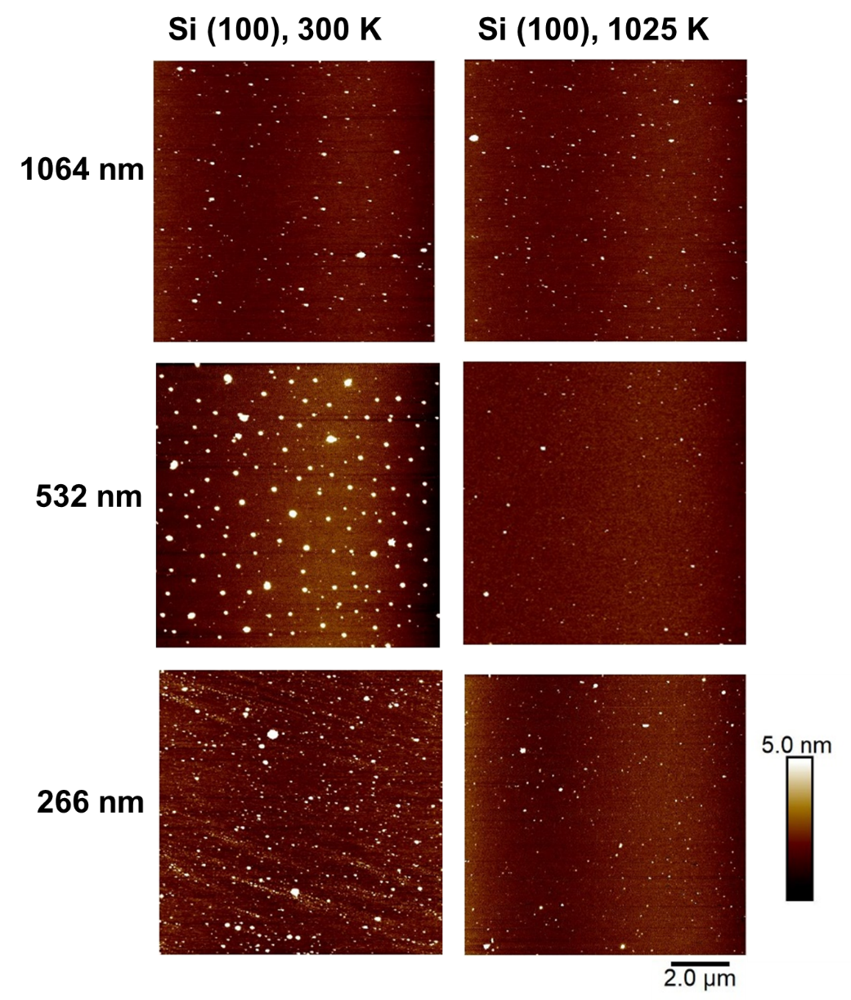 Si (100), 300 K
Si (100), 1025 K
1064 nm
532 nm
266 nm
5.0 nm
2.0 μm